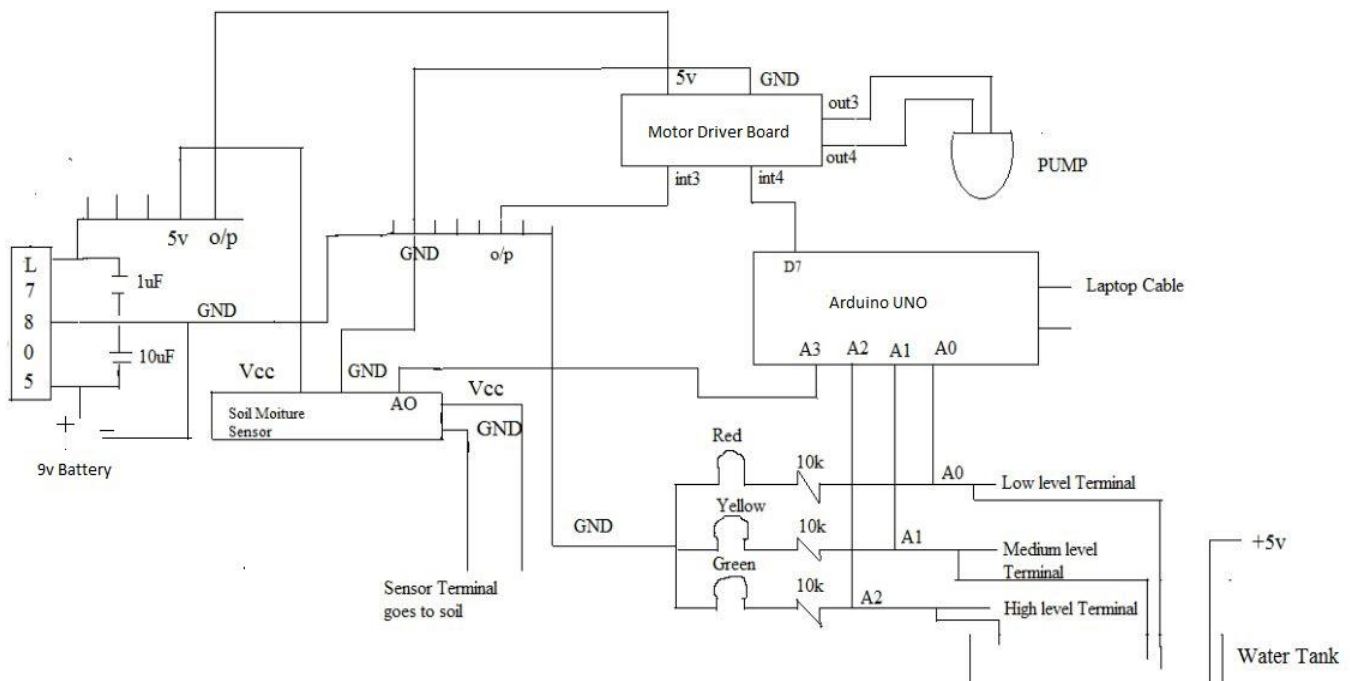 5v
GND
Motor Driver Board
out3
out4
int3
int4
PUMP
5v
o/p
GND
o/p
L
7
8
0
5
1uF
GND
10uF
+
-
9v Battery
Vcc
GND
AO
Soil Moiture
Sensor
Vcc
GND
Sensor Terminal
goes to soil
D7
Arduino UNO
A3
A2
A1
A0
Laptop Cable
Red
10k
A0
Low level Terminal
Yellow
10k
A1
Medium level
Terminal
GND
Green
10k
A2
High level Terminal
+5v
Water Tank